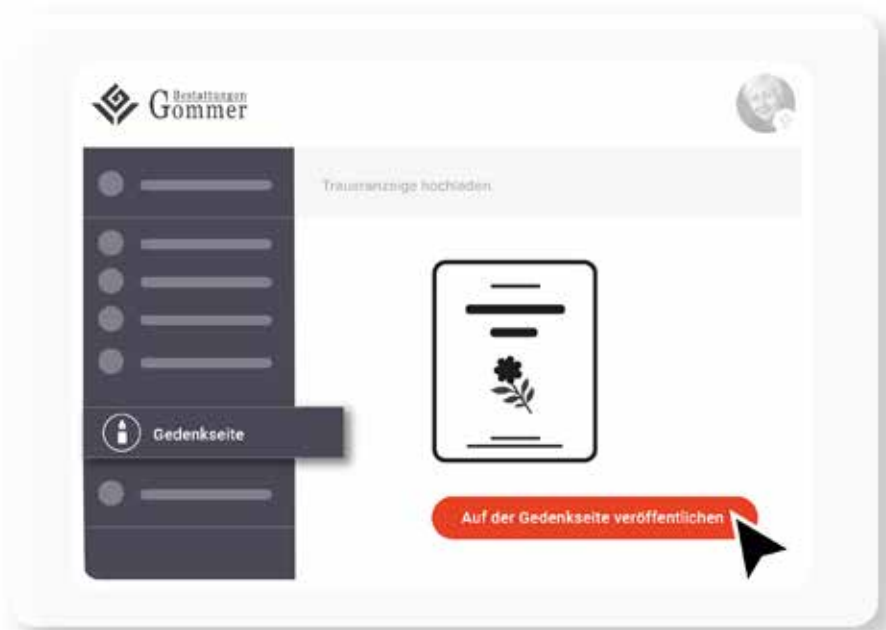 Bestattungen
Gommer
Traueranzeige hochladen
Gedenkseite
Auf der Gedenkseite veröffentlichen